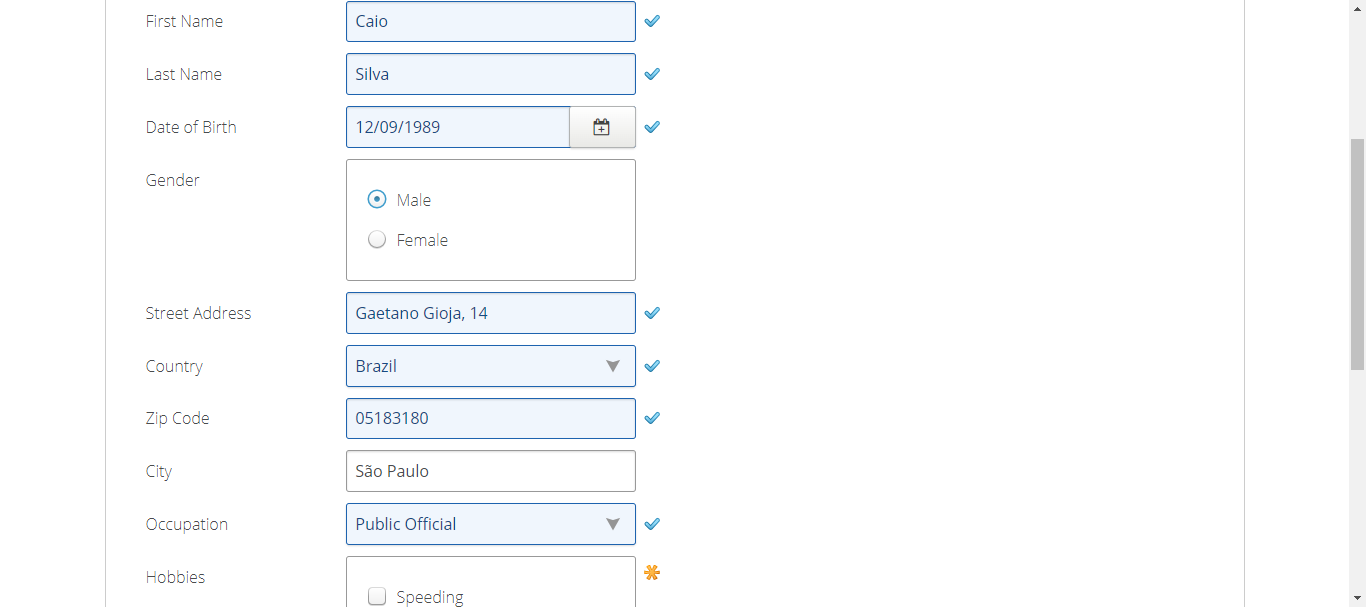 First Name Caio
Last Name Silva
Date of Birth 12/09/1989
Gender
Male
Female
Street Address Gaetano Gioja, 14
Country Brazil
Zip Code 05183180
City São Paulo
Occupation Public Official
Hobbies
Speeding